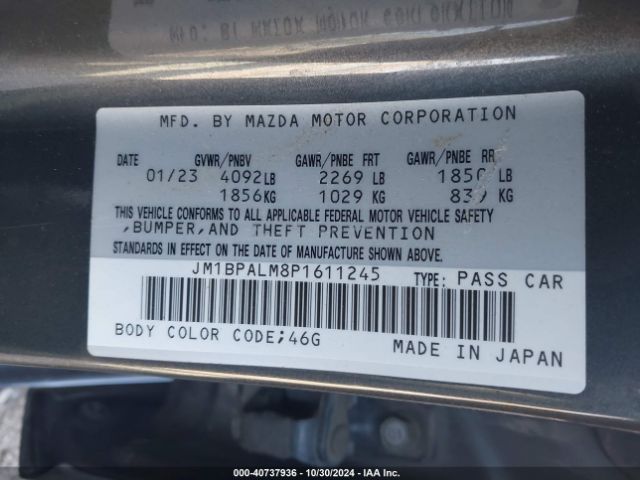 MFD. BY MAZDA MOTOR CORPORATION
DATE GVWR/PNBV GAWR/PNBE FRT GAWR/PNBE RR
01/23 4092LB 2269 LB 1850 LB
1856KG 1029 KG 839 KG
THIS VEHICLE CONFORMS TO ALL APPLICABLE FEDERAL MOTOR VEHICLE SAFETY
,BUMPER,AND THEFT PREVENTION
STANDARDS IN EFFECT ON THE DATE OF MANUFACTURE SHOWN ABOVE.
JM1BPALM8P1611245 TYPE: PASS CAR
BODY COLOR CODE;46G
MADE IN JAPAN
000-40737936 - 10/30/2024 - IAA Inc.